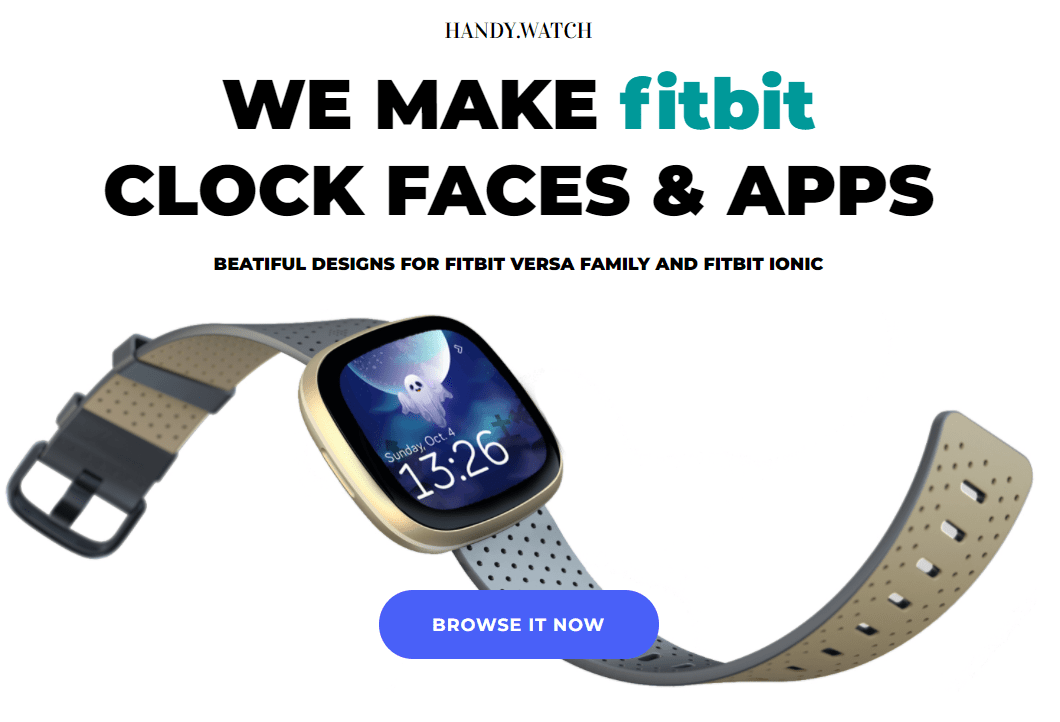 HANDY.WATCH
WE MAKE fitbit
CLOCK FACES & APPS
BEATIFUL DESIGNS FOR FITBIT VERSA FAMILY AND FITBIT IONIC
Sunday, Oct. 4
13:26
BROWSE IT NOW